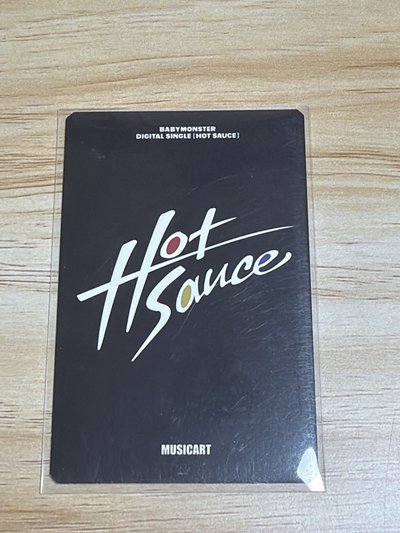 BABYMONSTER
DIGITAL SINGLE [HOT SAUCE]
Hot
Sauce
MUSICART